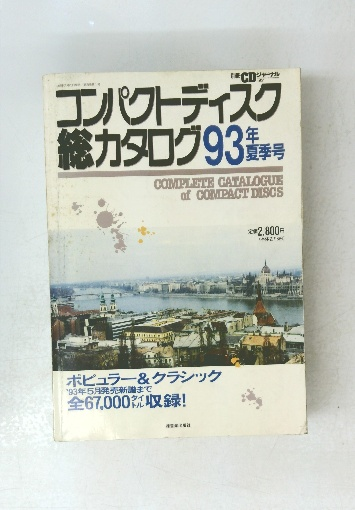 別冊CDジャーナル
コンパクトディスク
総カタログ93年夏季号
COMPLETE CATALOGUE
of COMPACT DISCS
定価2,800円
ポピュラー&クラシック
'93年5月発売新譜まで
全67,000タイトル収録!